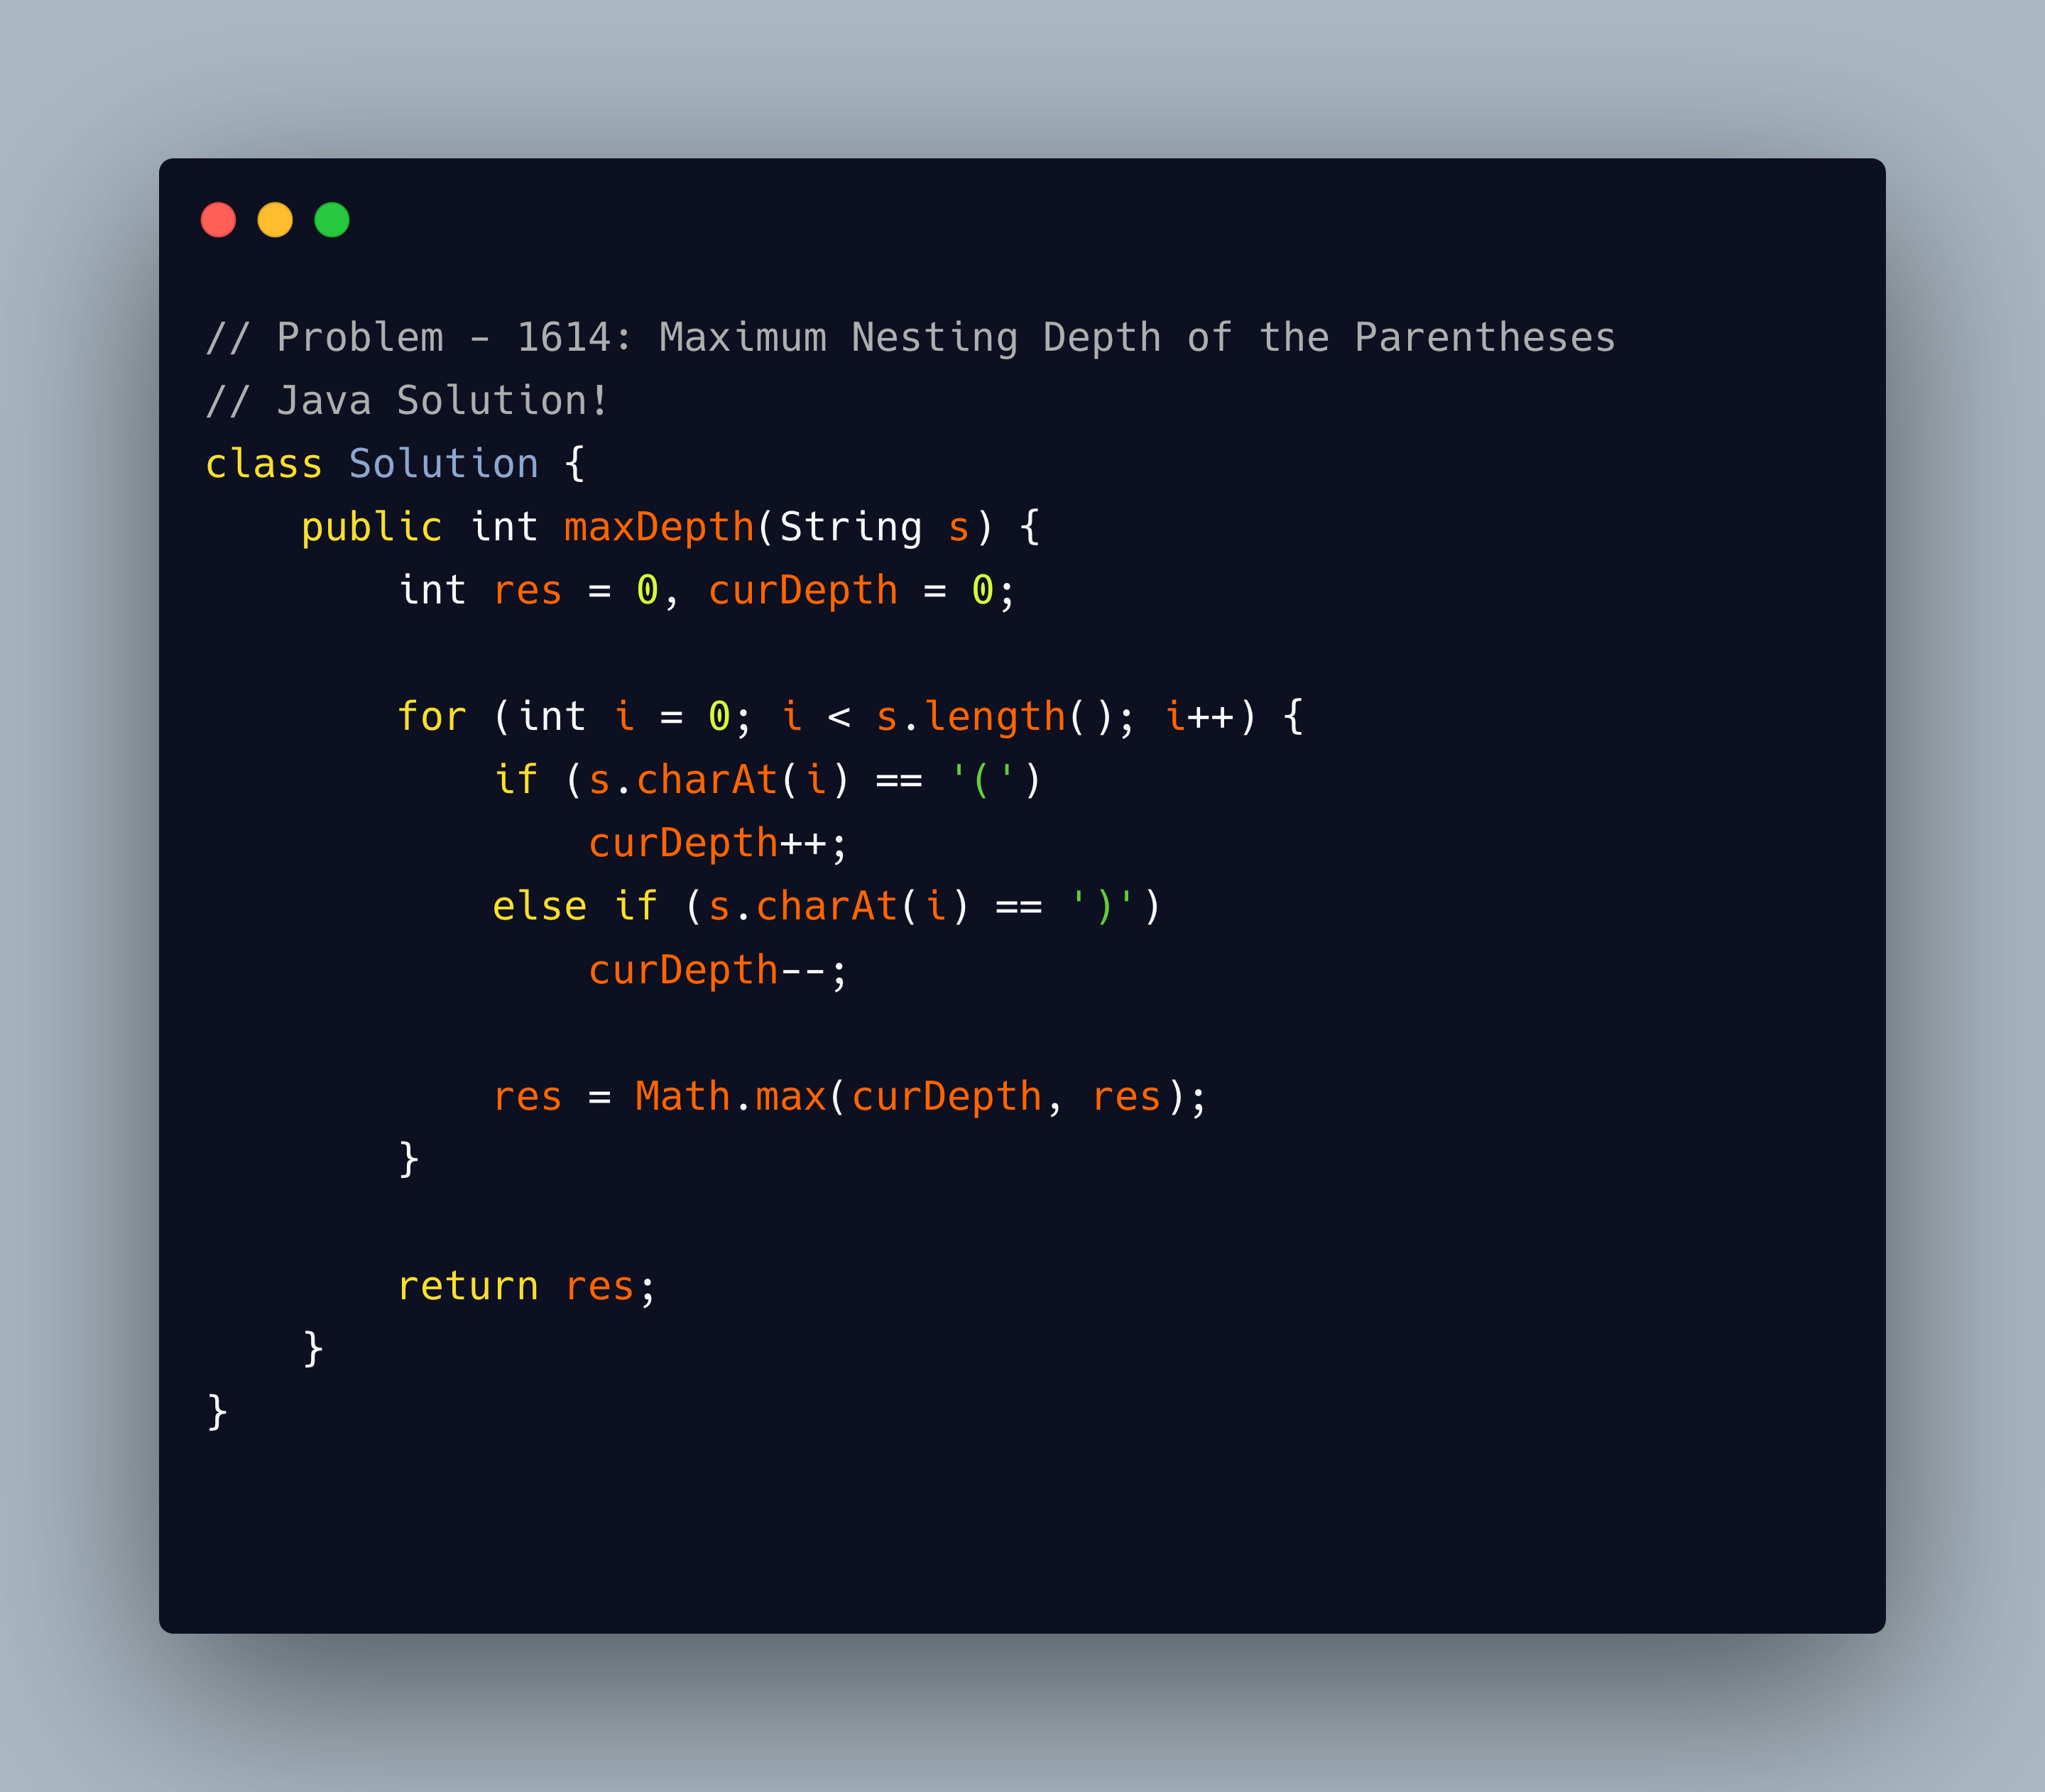 // Problem - 1614: Maximum Nesting Depth of the Parentheses
// Java Solution!
class Solution {
    public int maxDepth(String s) {
        int res = 0, curDepth = 0;

        for (int i = 0; i < s.length(); i++) {
            if (s.charAt(i) == '(')
                curDepth++;
            else if (s.charAt(i) == ')')
                curDepth--;

            res = Math.max(curDepth, res);
        }

        return res;
    }
}